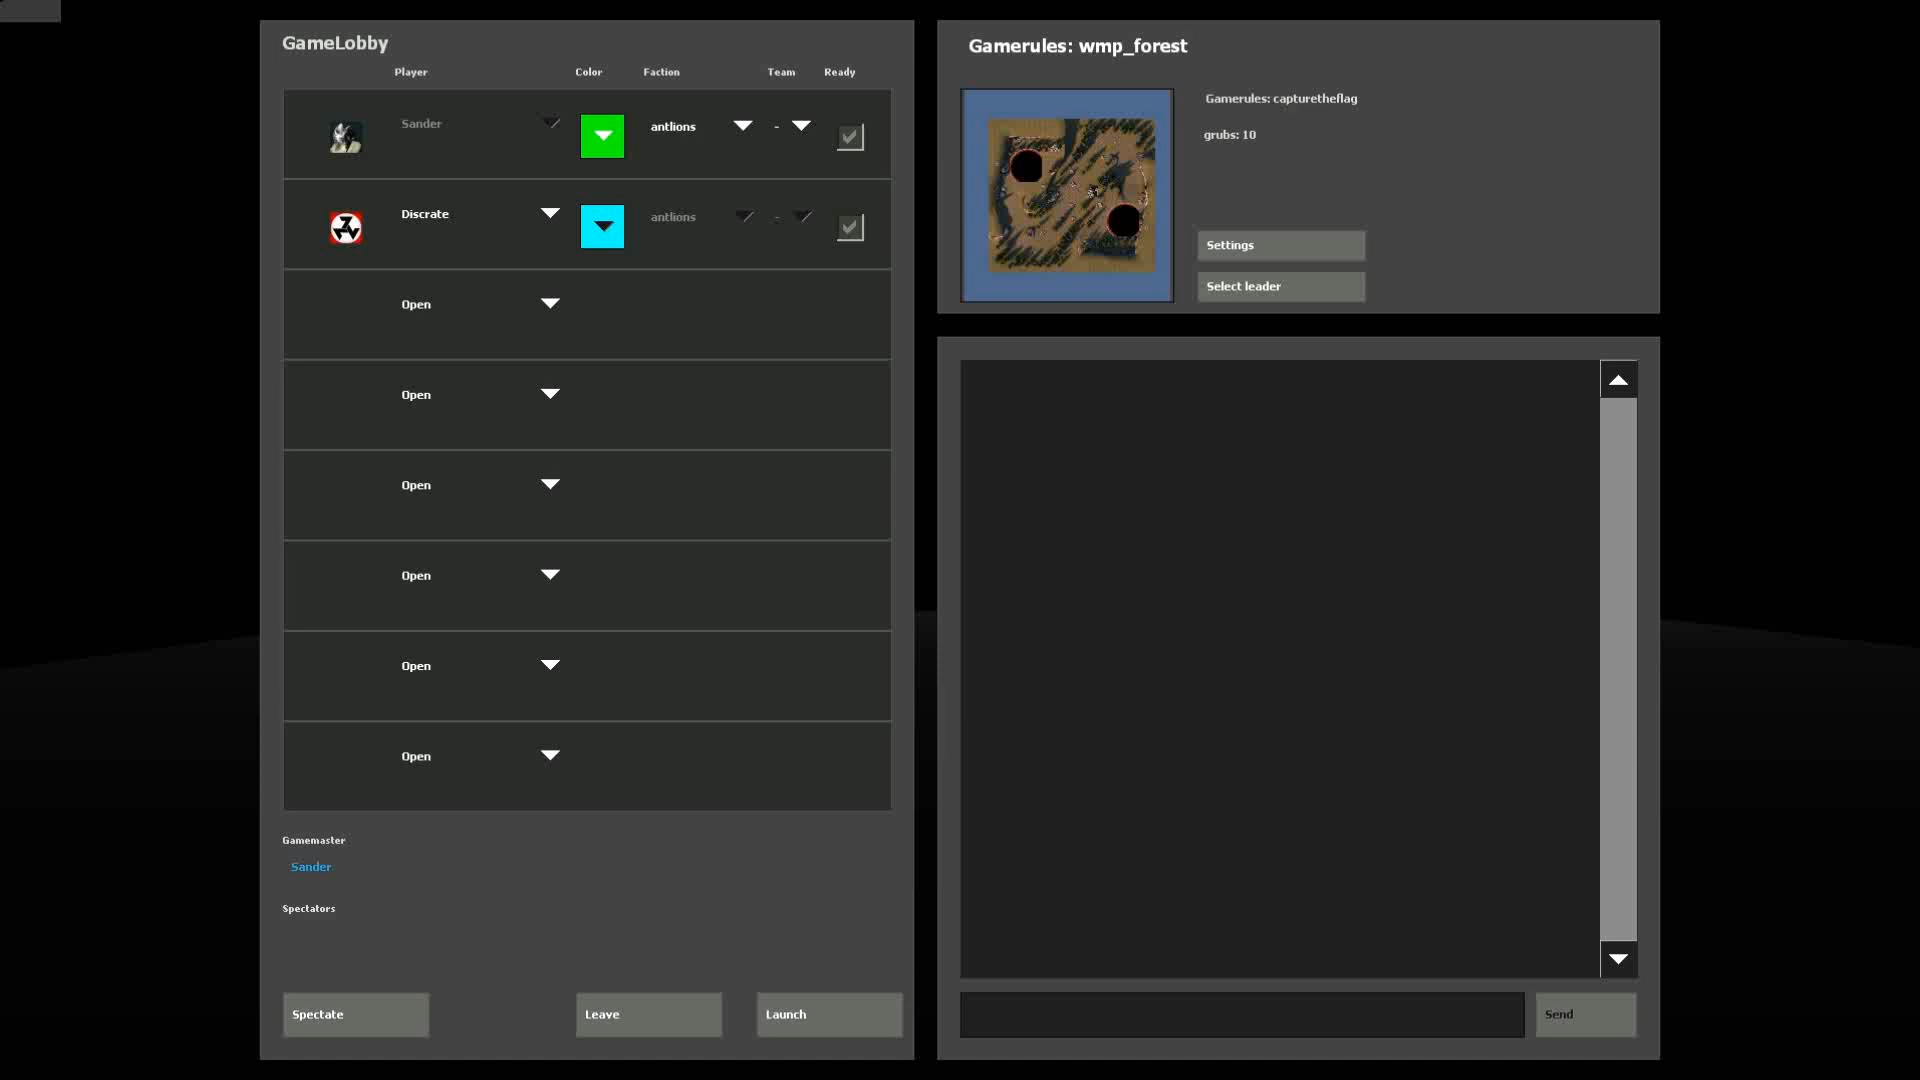 GameLobby
Player Color Faction Team Ready
Sander antlions -
Discrate antlions -
Open
Open
Open
Open
Open
Open
Gamemaster
Sander
Spectators
Spectate Leave Launch
Gamerules: wmp_forest
Gamerules: capturetheflag
grubs: 10
Settings
Select leader
Send